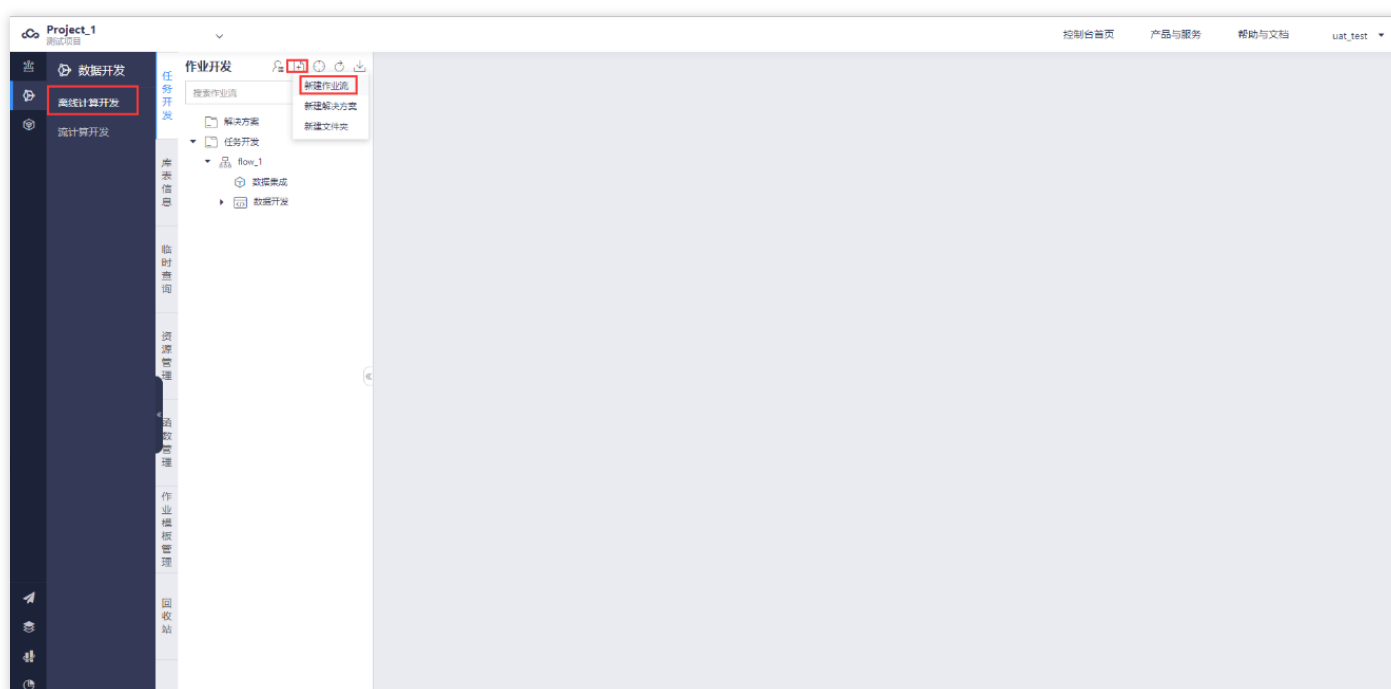 Project_1
测试项目
控制台首页
产品与服务
帮助与文档
uat_test
数据开发
离线计算开发
流计算开发
任务开发
库表信息
临时查询
资源管理
函数管理
作业模板管理
回收站
作业开发
搜索作业流
新建作业流
新建解决方案
新建文件夹
解决方案
任务开发
flow_1
数据集成
数据开发